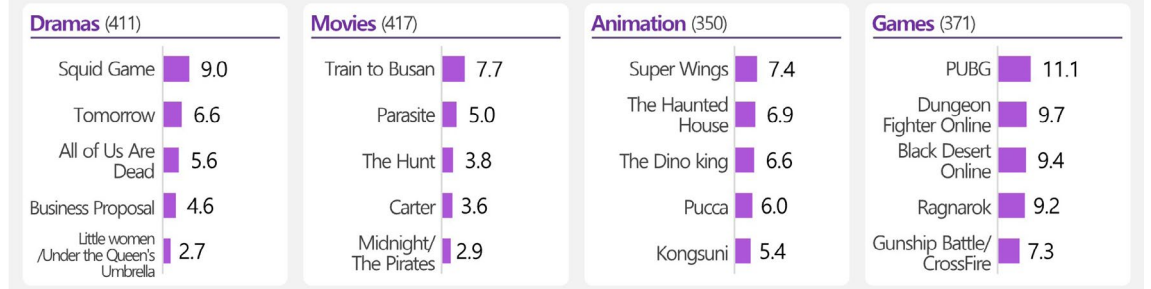 Dramas (411)
Squid Game 9.0
Tomorrow 6.6
All of Us Are
Dead 5.6
Business Proposal 4.6
Little women
/Under the Queen's
Umbrella 2.7
Movies (417)
Train to Busan 7.7
Parasite 5.0
The Hunt 3.8
Carter 3.6
Midnight/
The Pirates 2.9
Animation (350)
Super Wings 7.4
The Haunted
House 6.9
The Dino king 6.6
Pucca 6.0
Kongsuni 5.4
Games (371)
PUBG 11.1
Dungeon
Fighter Online 9.7
Black Desert
Online 9.4
Ragnarok 9.2
Gunship Battle/
CrossFire 7.3